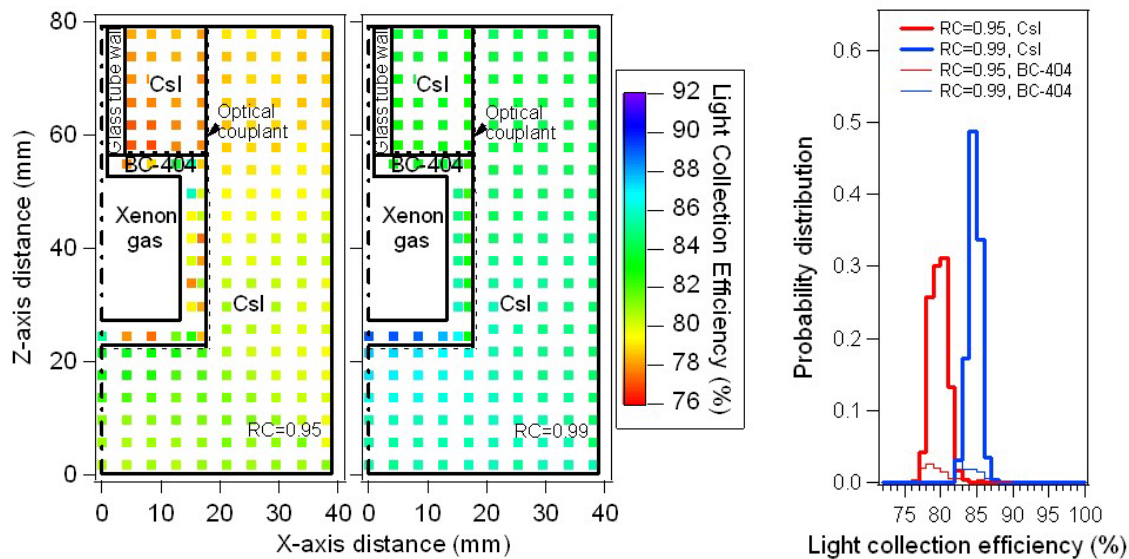 80
60
40
20
0
Z-axis distance (mm)
Glass tube wall
CsI
Optical
couplant
BC-404
Xenon
gas
CsI
RC=0.95
0 10 20 30 40
Glass tube wall
CsI
BC-404
Xenon
gas
CsI
RC=0.99
0 10 20 30 40
X-axis distance (mm)
92
90
88
86
84
82
80
78
76
Light Collection Efficiency (%)
RC=0.95, CsI
RC=0.99, CsI
RC=0.95, BC-404
RC=0.99, BC-404
0.6
0.5
0.4
0.3
0.2
0.1
0.0
Probability distribution
75 80 85 90 95 100
Light collection efficiency (%)